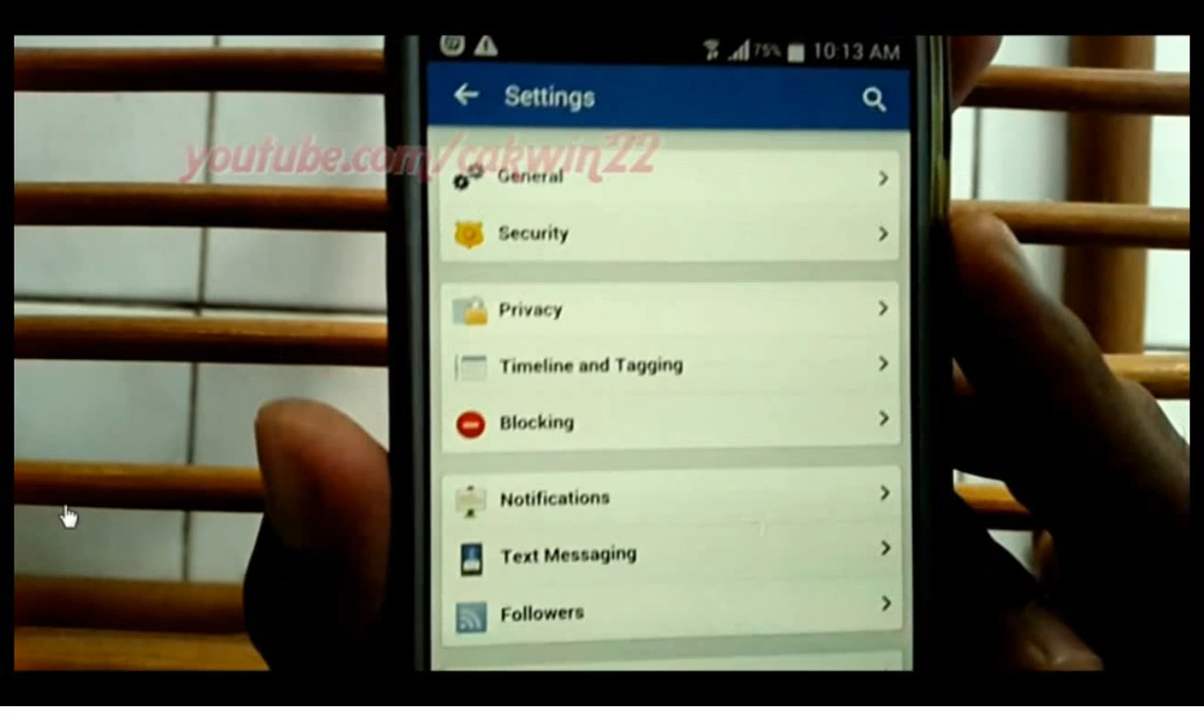 75% 10:13 AM
Settings
youtube.com/cakwin22
General
Security
Privacy
Timeline and Tagging
Blocking
Notifications
Text Messaging
Followers